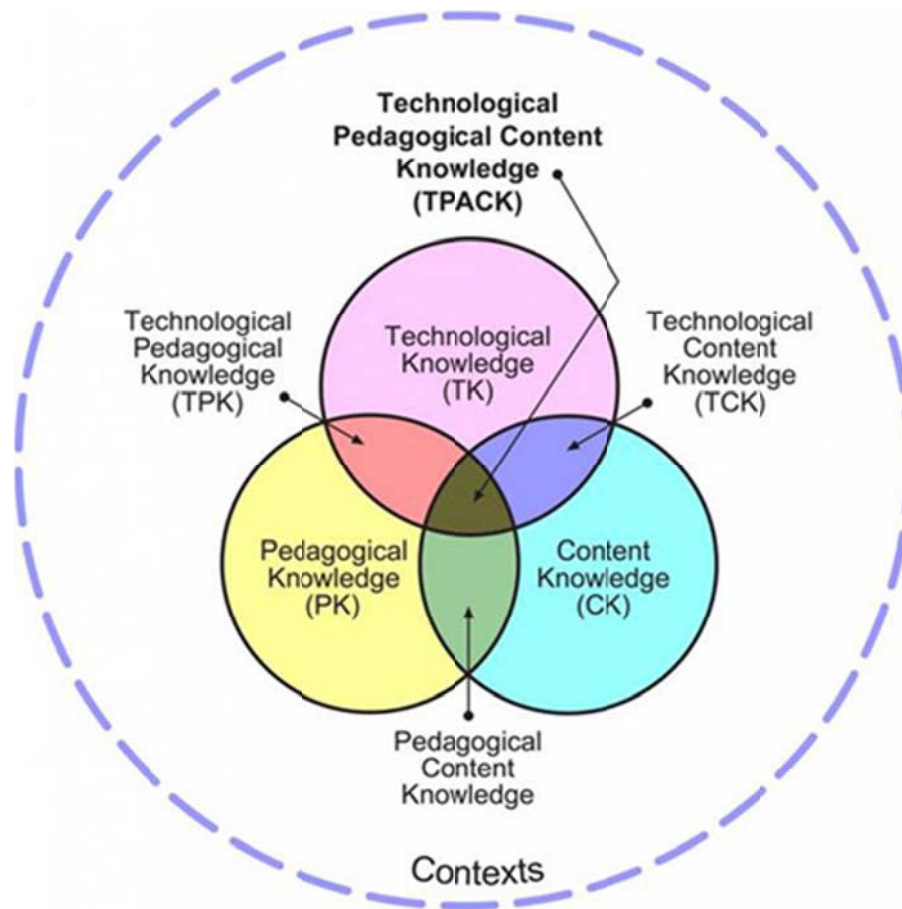 Technological
Pedagogical Content
Knowledge
(TPACK)
Technological
Pedagogical
Knowledge
(TPK)
Technological
Knowledge
(TK)
Technological
Content
Knowledge
(TCK)
Pedagogical
Knowledge
(PK)
Content
Knowledge
(CK)
Pedagogical
Content
Knowledge
Contexts